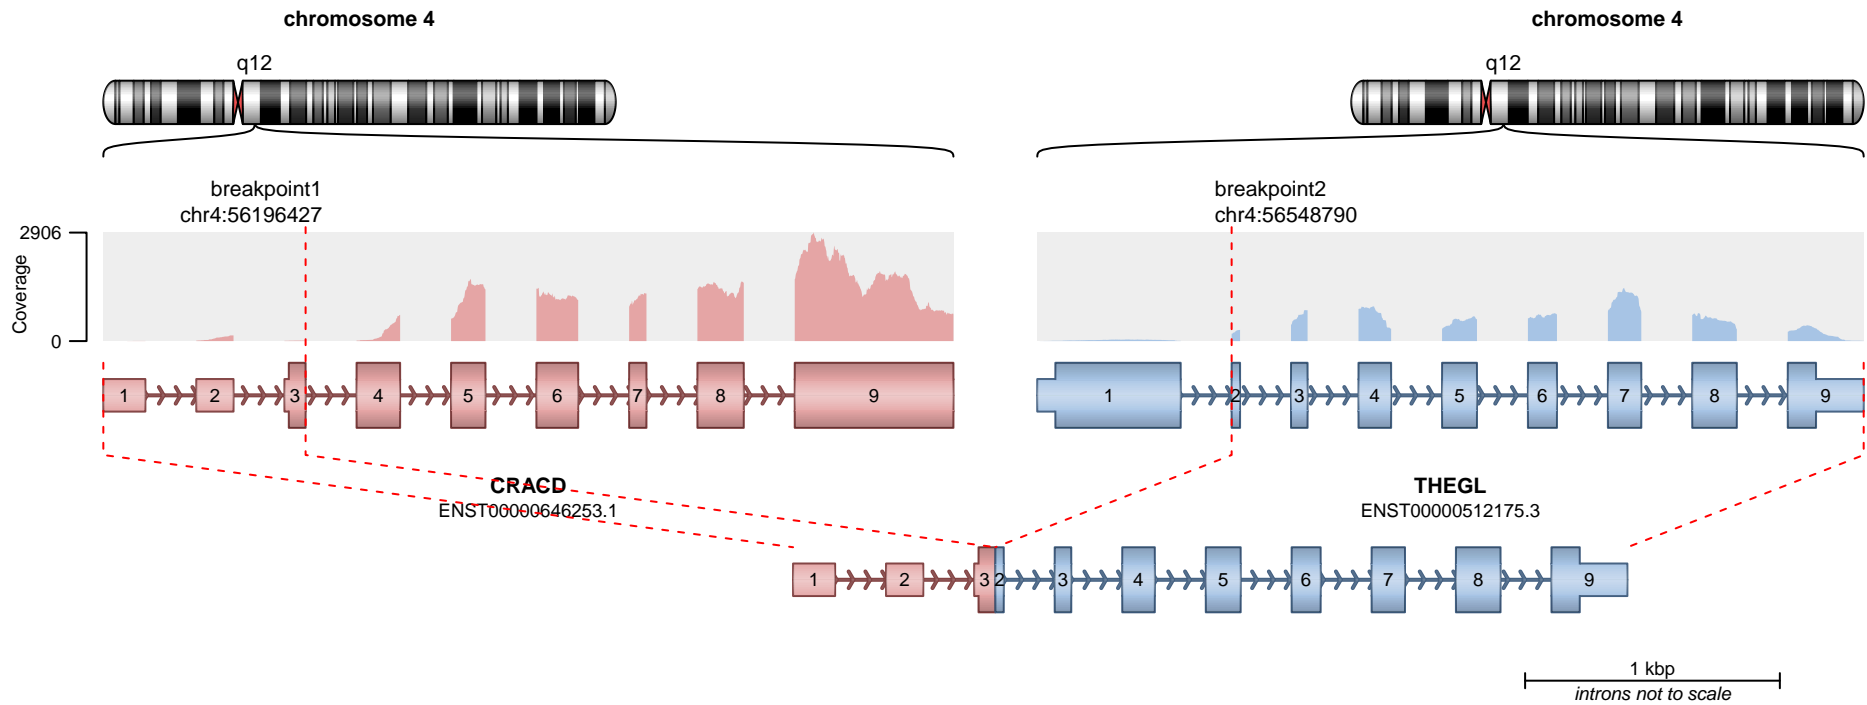 chromosome 4
chromosome 4
q12
q12
breakpoint1
chr4:56196427
breakpoint2
chr4:56548790
2906
0
Coverage
1 2 3 4 5 6 7 8 9
1 2 3 4 5 6 7 8 9
CRACD
ENST00000646253.1
THEGL
ENST00000512175.3
1 2 3 2 3 4 5 6 7 8 9
1 kbp
introns not to scale